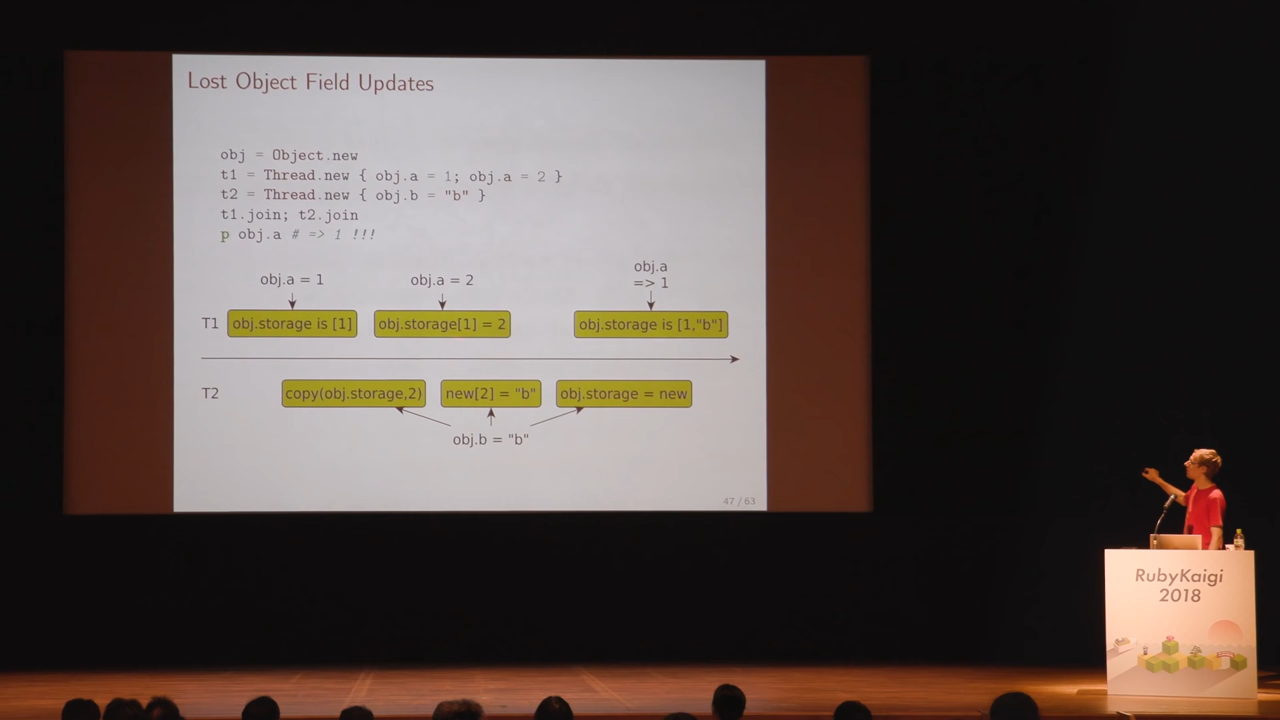 Lost Object Field Updates
obj = Object.new
t1 = Thread.new { obj.a = 1; obj.a = 2 }
t2 = Thread.new { obj.b = "b" }
t1.join; t2.join
p obj.a # => 1 !!!
obj.a = 1
obj.a = 2
obj.a
=> 1
T1
obj.storage is [1]
obj.storage[1] = 2
obj.storage is [1,"b"]
T2
copy(obj.storage,2)
new[2] = "b"
obj.storage = new
obj.b = "b"
47 / 63
RubyKaigi
2018